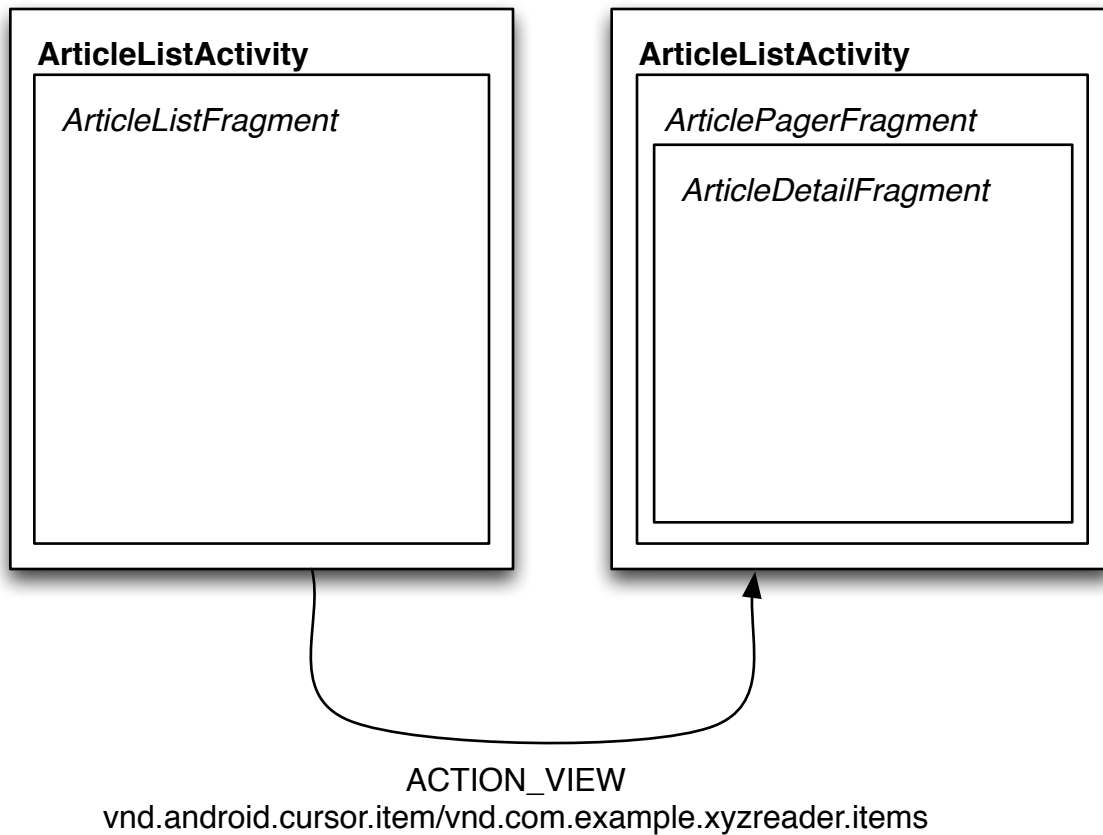 ArticleListActivity
ArticleListFragment
ArticleListActivity
ArticlePagerFragment
ArticleDetailFragment
ACTION_VIEW
vnd.android.cursor.item/vnd.com.example.xyzreader.items